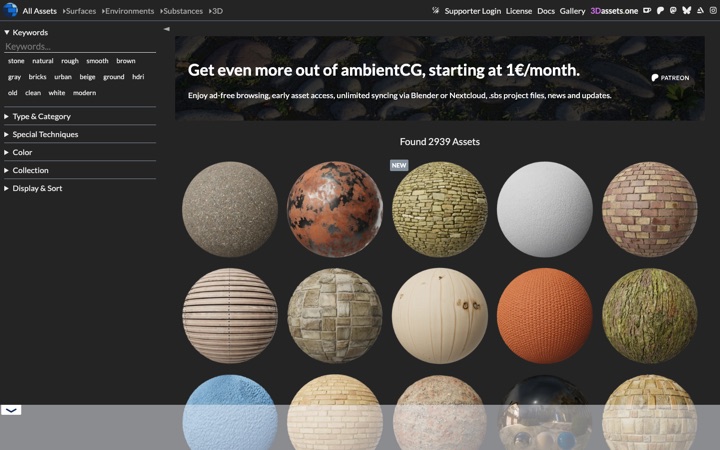 All Assets Surfaces Environments Substances 3D Supporter Login License Docs Gallery 3Dassets.one
Keywords
Keywords...
stone natural rough smooth brown
gray bricks urban beige ground hdri
old clean white modern
Type & Category
Special Techniques
Color
Collection
Display & Sort
Get even more out of ambientCG, starting at 1€/month.
PATREON
Enjoy ad-free browsing, early asset access, unlimited syncing via Blender or Nextcloud, .sbs project files, news and updates.
Found 2939 Assets
NEW